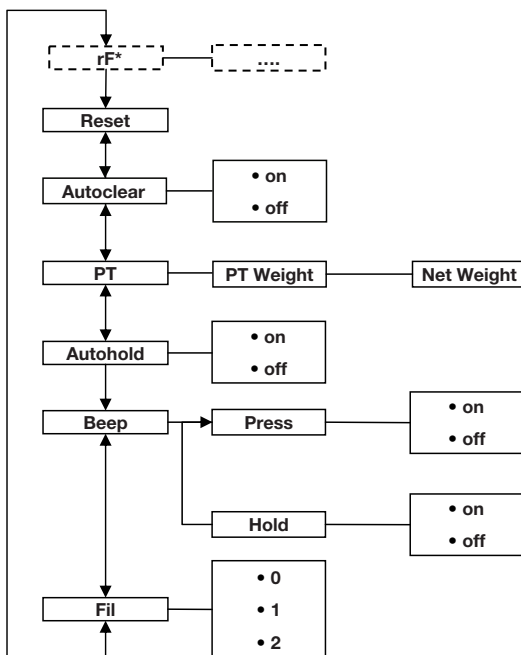 rF*
....
Reset
Autoclear
• on
• off
PT
PT Weight
Net Weight
Autohold
• on
• off
Beep
Press
• on
• off
Hold
• on
• off
Fil
• 0
• 1
• 2